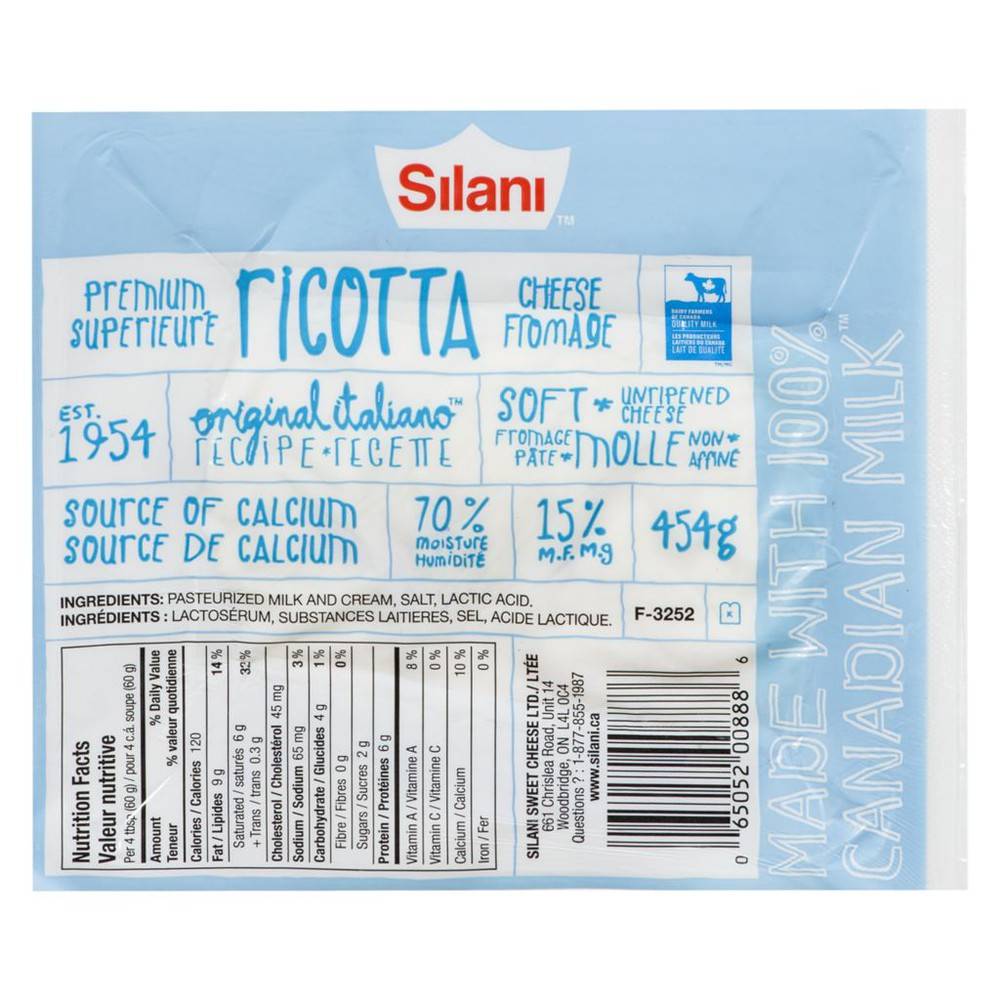 Silani™
PREMIUM RICOTTA CHEESE
SUPERIEURE FROMAGE
DAIRY FARMERS
OF CANADA
QUALITY MILK
LES PRODUCTEURS
LAITIERS DU CANADA
LAIT DE QUALITÉ
TM/MC
EST.
1954
original italiano™
RECIPE*RECETTE
SOFT * UNRIPENED CHEESE
FROMAGE PÂTE * MOLLE NON * AFFINÉ
SOURCE OF CALCIUM
SOURCE DE CALCIUM
70%
MOISTURE
HUMIDITÉ
15%
M.F. M.g
454g
INGREDIENTS: PASTEURIZED MILK AND CREAM, SALT, LACTIC ACID.
INGRÉDIENTS : LACTOSÉRUM, SUBSTANCES LAITIERES, SEL, ACIDE LACTIQUE.
F-3252
K
Nutrition Facts
Valeur nutritive
Per 4 tbsp (60 g) / pour 4 c.á. soupe (60 g)
Amount % Daily Value
Teneur % valeur quotidienne
Calories / Calories 120
Fat / Lipides 9 g 14 %
Saturated / saturés 6 g 32%
+ Trans / trans 0.3 g
Cholesterol / Cholestérol 45 mg
Sodium / Sodium 65 mg 3 %
Carbohydrate / Glucides 4 g 1 %
Fibre / Fibres 0 g 0%
Sugars / Sucres 2 g
Protein / Protéines 6 g
Vitamin A / Vitamine A 8 %
Vitamin C / Vitamine C 0 %
Calcium / Calcium 10 %
Iron / Fer 0 %
SILANI SWEET CHEESE LTD./ LTÉE
661 Chrislea Road, Unit 14
Woodbridge, ON L4L 0C4
Questions ? : 1-877-855-1987
www.silani.ca
0 65052 00888 6
MADE WITH 100%
CANADIAN MILK™